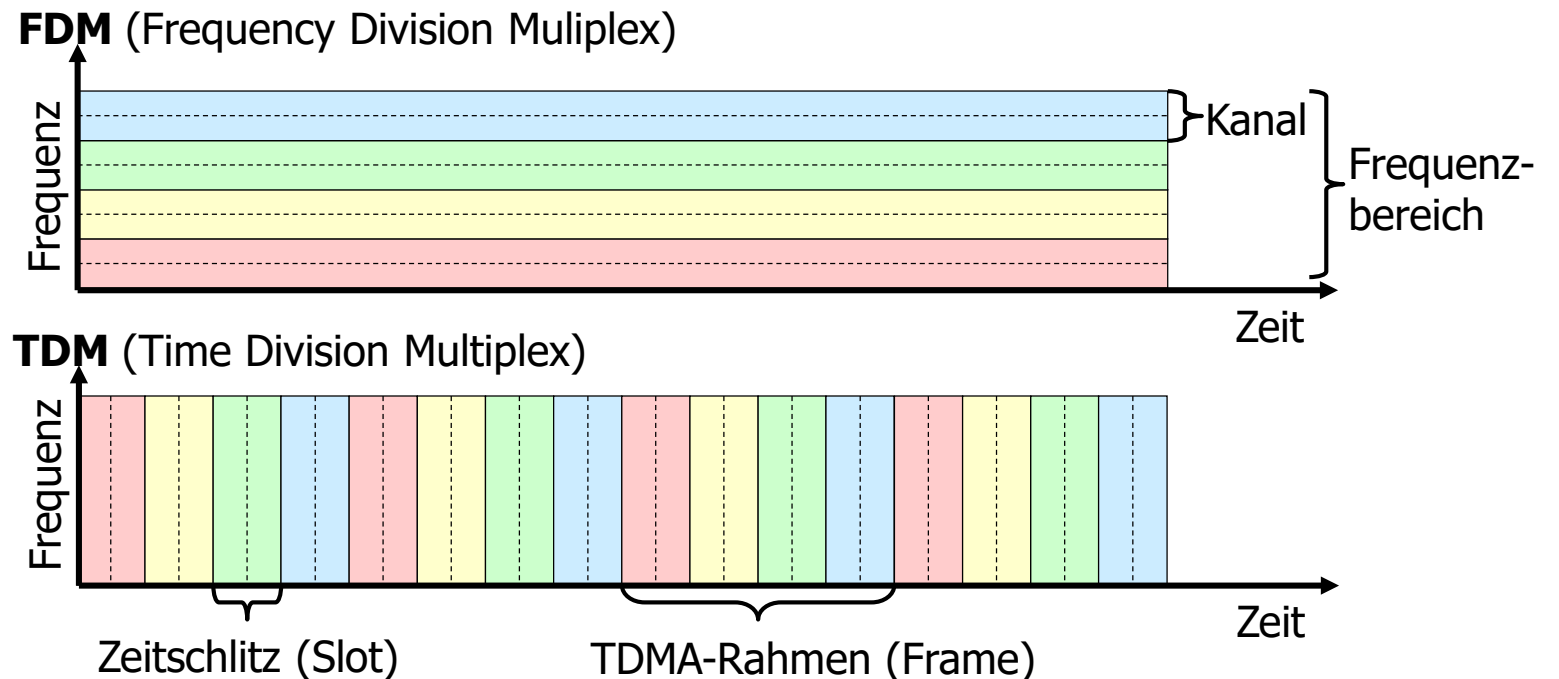 FDM (Frequency Division Muliplex)
Frequenz
Kanal
Frequenz-
bereich
Zeit
TDM (Time Division Multiplex)
Frequenz
Zeit
Zeitschlitz (Slot)
TDMA-Rahmen (Frame)